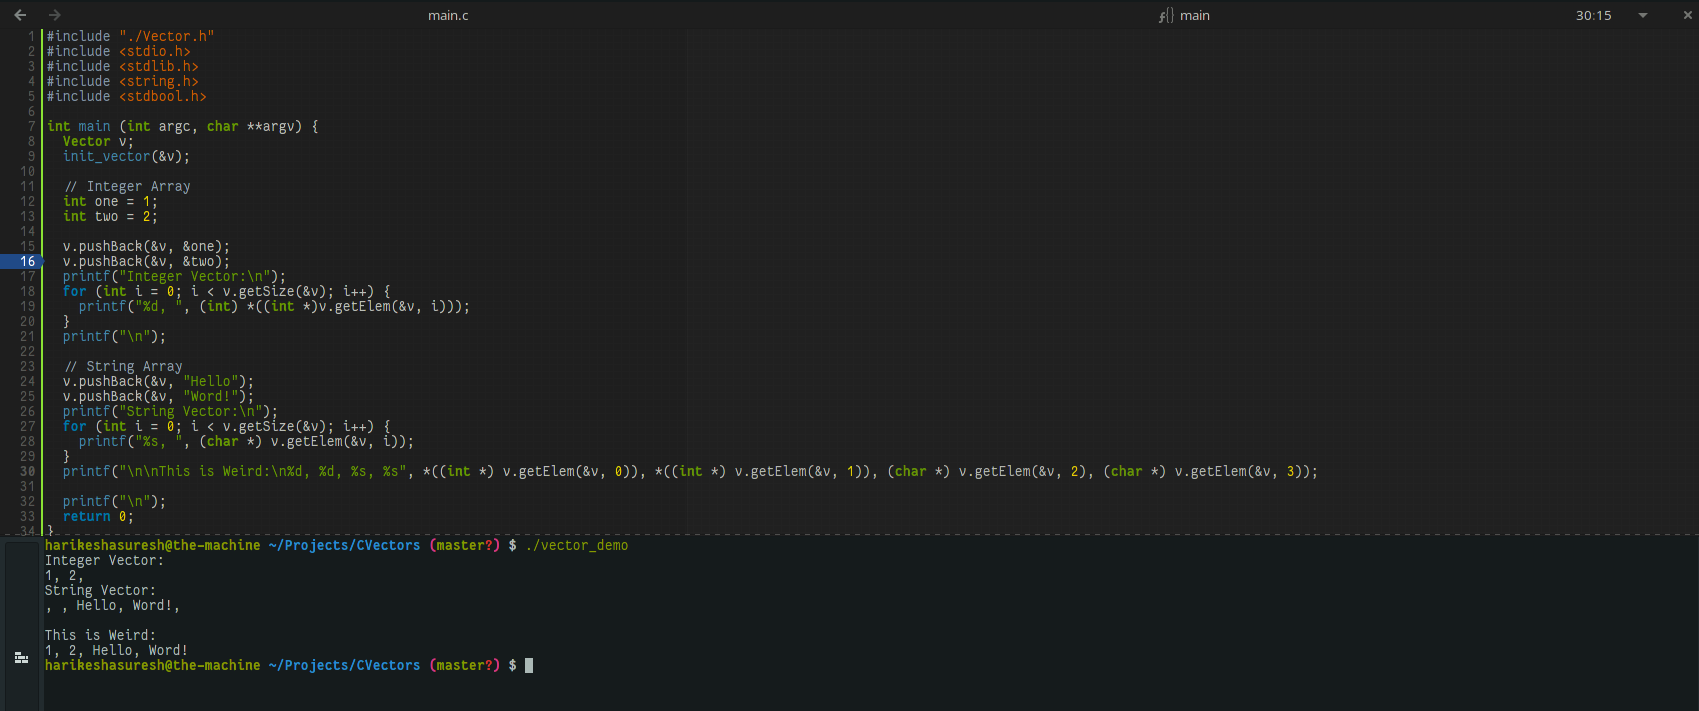 main.c
main
30:15
1 #include "./Vector.h"
2 #include <stdio.h>
3 #include <stdlib.h>
4 #include <string.h>
5 #include <stdbool.h>
6
7 int main (int argc, char **argv) {
8   Vector v;
9   init_vector(&v);
10
11   // Integer Array
12   int one = 1;
13   int two = 2;
14
15   v.pushBack(&v, &one);
16   v.pushBack(&v, &two);
17   printf("Integer Vector:\n");
18   for (int i = 0; i < v.getSize(&v); i++) {
19     printf("%d, ", (int) *((int *)v.getElem(&v, i)));
20   }
21   printf("\n");
22
23   // String Array
24   v.pushBack(&v, "Hello");
25   v.pushBack(&v, "Word!");
26   printf("String Vector:\n");
27   for (int i = 0; i < v.getSize(&v); i++) {
28     printf("%s, ", (char *) v.getElem(&v, i));
29   }
30   printf("\n\nThis is Weird:\n%d, %d, %s, %s", *((int *) v.getElem(&v, 0)), *((int *) v.getElem(&v, 1)), (char *) v.getElem(&v, 2), (char *) v.getElem(&v, 3));
31
32   printf("\n");
33   return 0;
34 }
harikeshasuresh@the-machine ~/Projects/CVectors (master?) $ ./vector_demo
Integer Vector:
1, 2,
String Vector:
, , Hello, Word!,
This is Weird:
1, 2, Hello, Word!
harikeshasuresh@the-machine ~/Projects/CVectors (master?) $